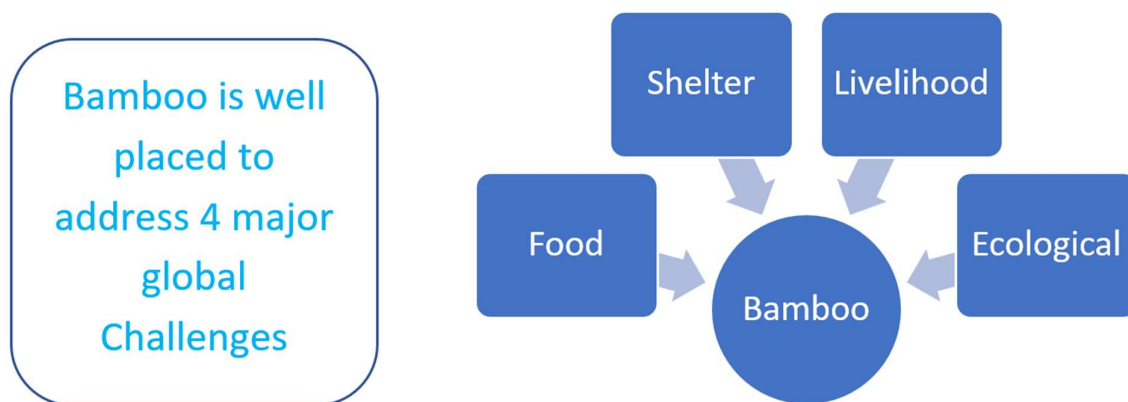 Bamboo is well
placed to
address 4 major
global
Challenges
Shelter
Livelihood
Food
Ecological
Bamboo